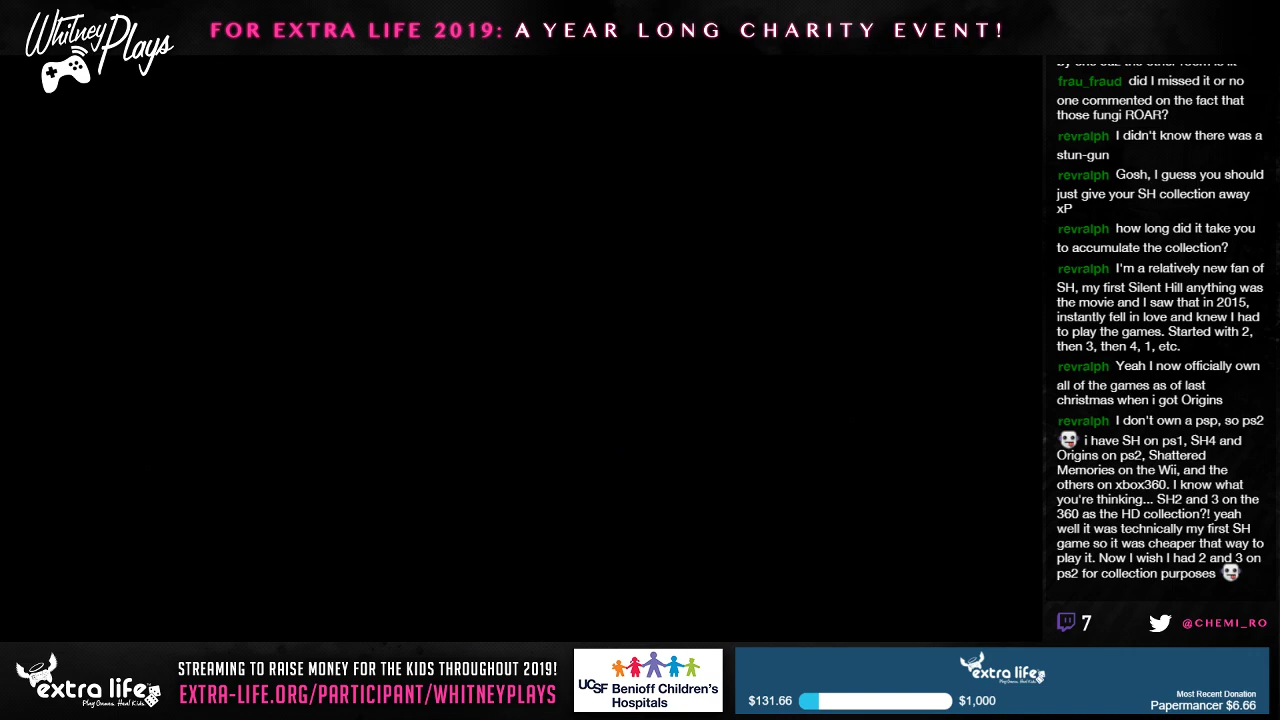 Whitney Plays
FOR EXTRA LIFE 2019: A YEAR LONG CHARITY EVENT!
frau_fraud did I missed it or no
one commented on the fact that
those fungi ROAR?
revralph I didn't know there was a
stun-gun
revralph Gosh, I guess you should
just give your SH collection away
xP
revralph how long did it take you
to accumulate the collection?
revralph I'm a relatively new fan of
SH, my first Silent Hill anything was
the movie and I saw that in 2015,
instantly fell in love and knew I had
to play the games. Started with 2,
then 3, then 4, 1, etc.
revralph Yeah I now officially own
all of the games as of last
christmas when i got Origins
revralph I don't own a psp, so ps2
i have SH on ps1, SH4 and
Origins on ps2, Shattered
Memories on the Wii, and the
others on xbox360. I know what
you're thinking... SH2 and 3 on the
360 as the HD collection?! yeah
well it was technically my first SH
game so it was cheaper that way to
play it. Now I wish I had 2 and 3 on
ps2 for collection purposes
7
@CHEMI_RO
extra life
Play Games. Heal Kids.
STREAMING TO RAISE MONEY FOR THE KIDS THROUGHOUT 2019!
EXTRA-LIFE.ORG/PARTICIPANT/WHITNEYPLAYS
UCSF Benioff Children's
Hospitals
extra life
Play Games. Heal Kids.
$131.66
$1,000
Most Recent Donation
Papermancer $6.66